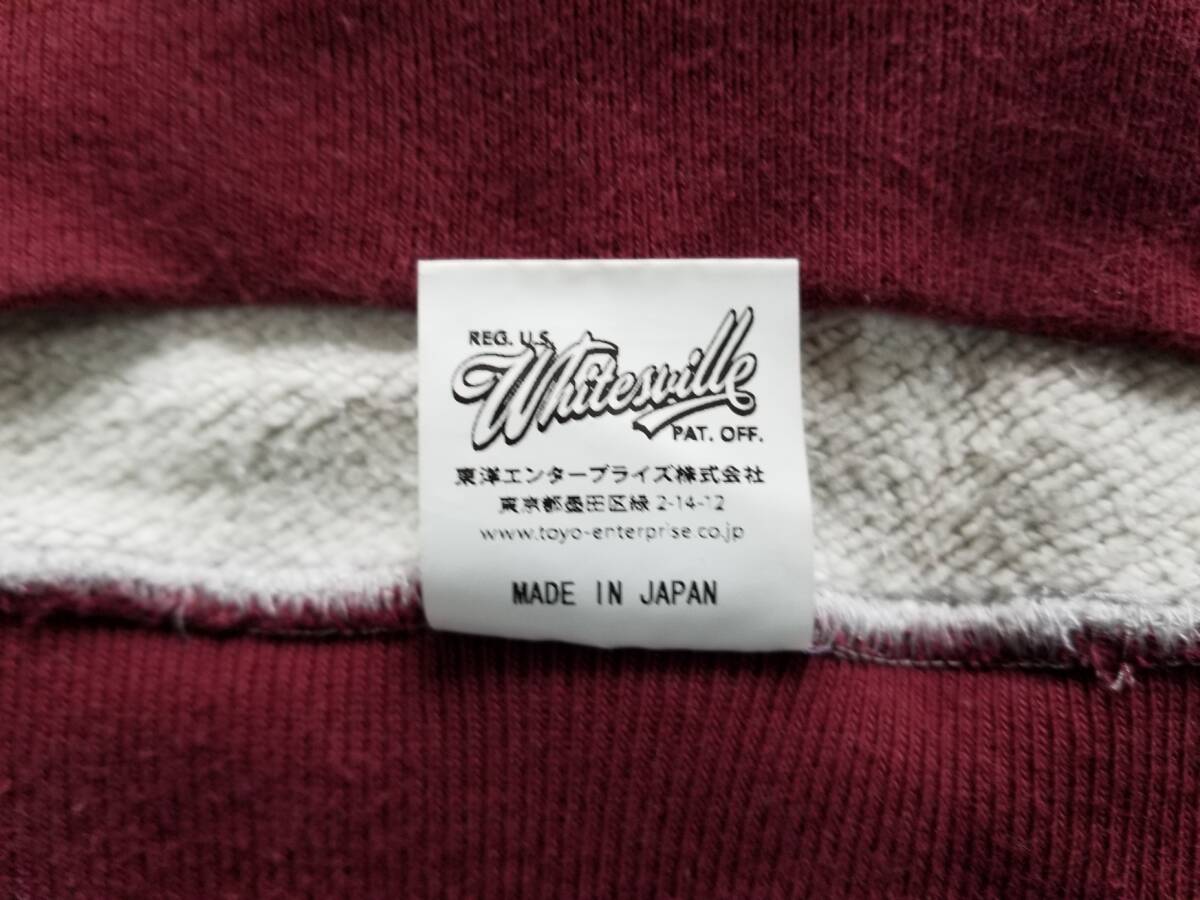 REG. U.S.
Whitesville
PAT. OFF.
東洋エンタープライズ株式会社
東京都墨田区緑 2-14-12
www.toyo-enterprise.co.jp
MADE IN JAPAN